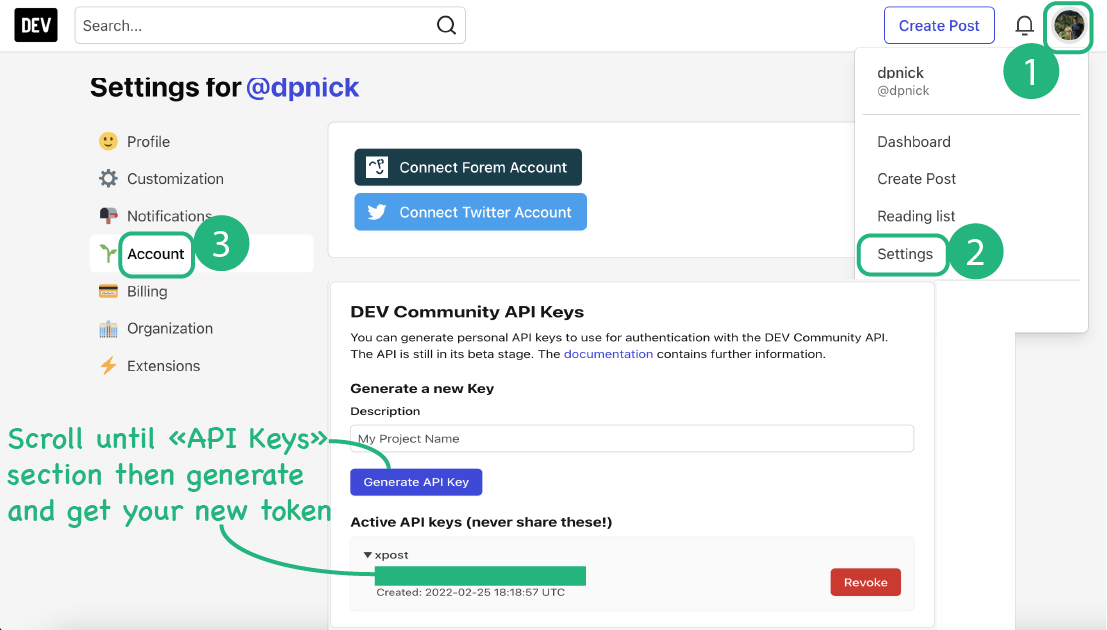 DEV
Search...
Create Post
1
dpnick
@dpnick
Dashboard
Create Post
Reading list
Settings
2
Settings for @dpnick
Profile
Customization
Notifications
Account
3
Billing
Organization
Extensions
Connect Forem Account
Connect Twitter Account
DEV Community API Keys
You can generate personal API keys to use for authentication with the DEV Community API.
The API is still in its beta stage. The documentation contains further information.
Generate a new Key
Description
My Project Name
Generate API Key
Active API keys (never share these!)
xpost
Created: 2022-02-25 18:18:57 UTC
Revoke
Scroll until «API Keys»
section then generate
and get your new token